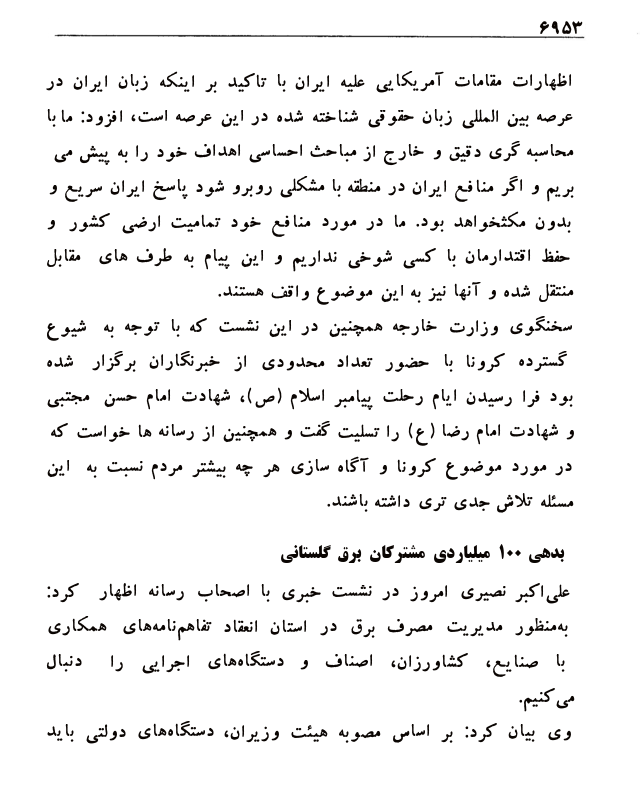 ۶۹۵۳
اظهارات مقامات آمریکایی علیه ایران با تاکید بر اینکه زبان ایران در
عرصه بین المللی زبان حقوقی شناخته شده در این عرصه است، افزود: ما با
محاسبه گری دقیق و خارج از مباحث احساسی اهداف خود را به پیش می
بریم و اگر منافع ایران در منطقه با مشکلی روبرو شود پاسخ ایران سریع و
بدون مکثخواهد بود. ما در مورد منافع خود تمامیت ارضی کشور و
حفظ اقتدارمان با کسی شوخی نداریم و این پیام به طرف های مقابل
منتقل شده و آنها نیز به این موضوع واقف هستند.
سخنگوی وزارت خارجه همچنین در این نشست که با توجه به شیوع
گسترده کرونا با حضور تعداد محدودی از خبرنگاران برگزار شده
بود فرا رسیدن ایام رحلت پیامبر اسلام (ص)، شهادت امام حسن مجتبی
و شهادت امام رضا (ع) را تسلیت گفت و همچنین از رسانه ها خواست که
در مورد موضوع کرونا و آگاه سازی هر چه بیشتر مردم نسبت به این
مسئله تلاش جدی تری داشته باشند.
بدهی ۱۰۰ میلیاردی مشترکان برق گلستانی
علی‌اکبر نصیری امروز در نشست خبری با اصحاب رسانه اظهار کرد:
به‌منظور مدیریت مصرف برق در استان انعقاد تفاهم‌نامه‌های همکاری
با صنایع، کشاورزان، اصناف و دستگاه‌های اجرایی را دنبال
می‌کنیم.
وی بیان کرد: بر اساس مصوبه هیئت وزیران، دستگاه‌های دولتی باید